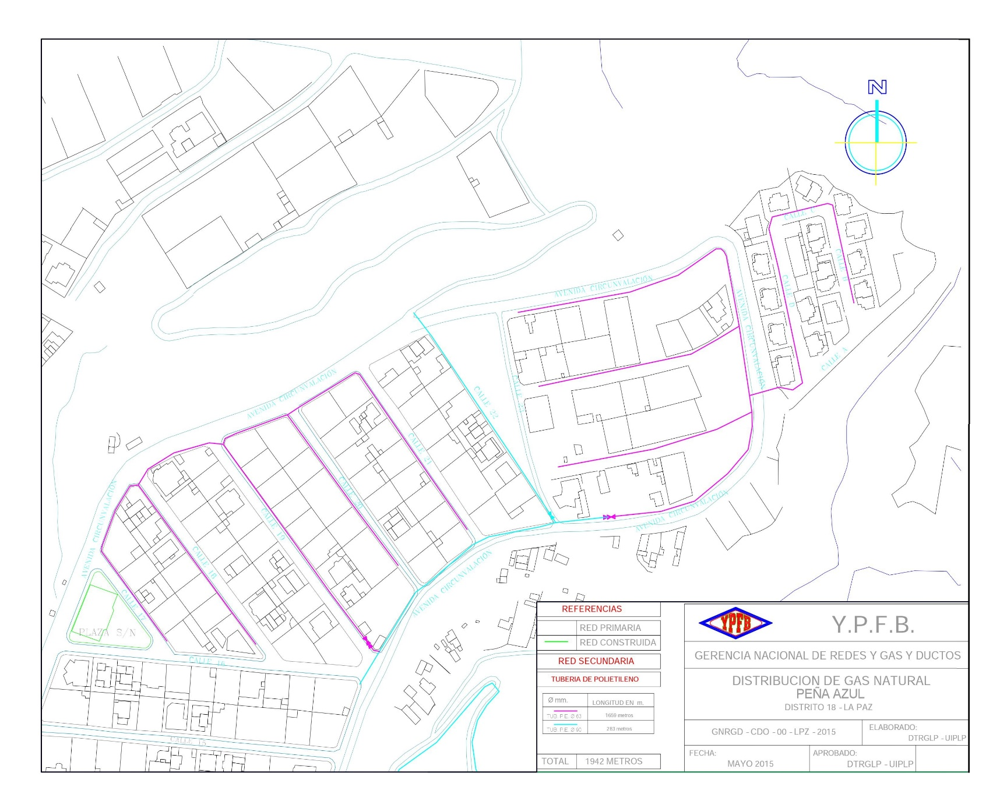 N
CALLE C
CALLE B
CALLE D
CALLE A
AVENIDA CIRCUNVALACIÓN
AVENIDA CIRCUNVALACIÓN
AVENIDA CIRCUNVALACIÓN
AVENIDA CIRCUNVALACIÓN
CALLE 22
CALLE 21
CALLE 20
CALLE 19
CALLE 18
CALLE 17
AVENIDA CIRCUNVALACIÓN
AVENIDA CIRCUNVALACIÓN
AVENIDA CIRCUNVALACIÓN
PLAZA S/N
CALLE 16
CALLE 15
REFERENCIAS
RED PRIMARIA
RED CONSTRUIDA
RED SECUNDARIA
TUBERIA DE POLIETILENO
Ø mm. LONGITUD EN m.
TUB. P.E. Ø 63 1659 metros
TUB. P.E. Ø 90 283 metros
TOTAL 1942 METROS
YPFB
Y.P.F.B.
GERENCIA NACIONAL DE REDES Y GAS Y DUCTOS
DISTRIBUCION DE GAS NATURAL
PEÑA AZUL
DISTRITO 18 - LA PAZ
GNRGD - CDO - 00 - LPZ - 2015
ELABORADO:
DTRGLP - UIPLP
FECHA:
MAYO 2015
APROBADO:
DTRGLP - UIPLP